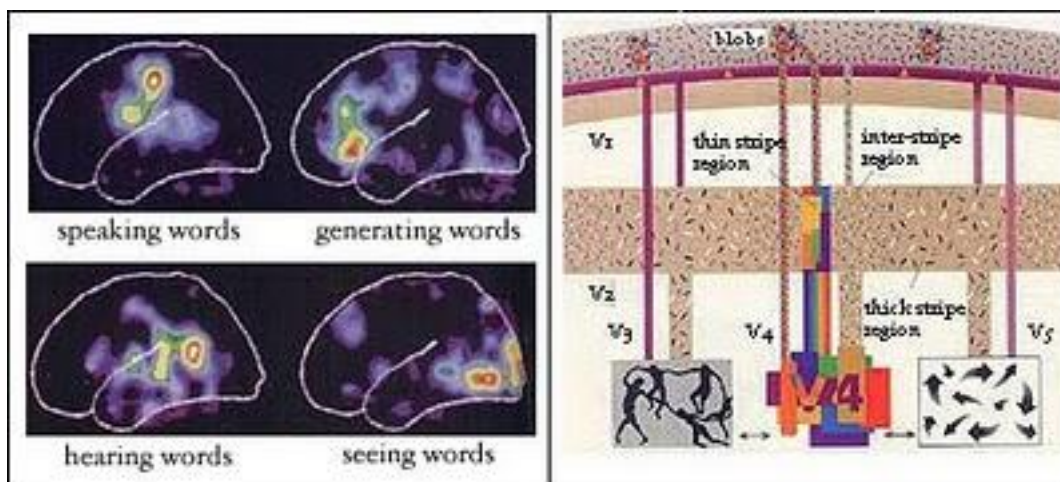 speaking words
generating words
hearing words
seeing words
blobs
V1
thin stripe
region
inter-stripe
region
V2
V3
V4
thick stripe
region
V5
V4